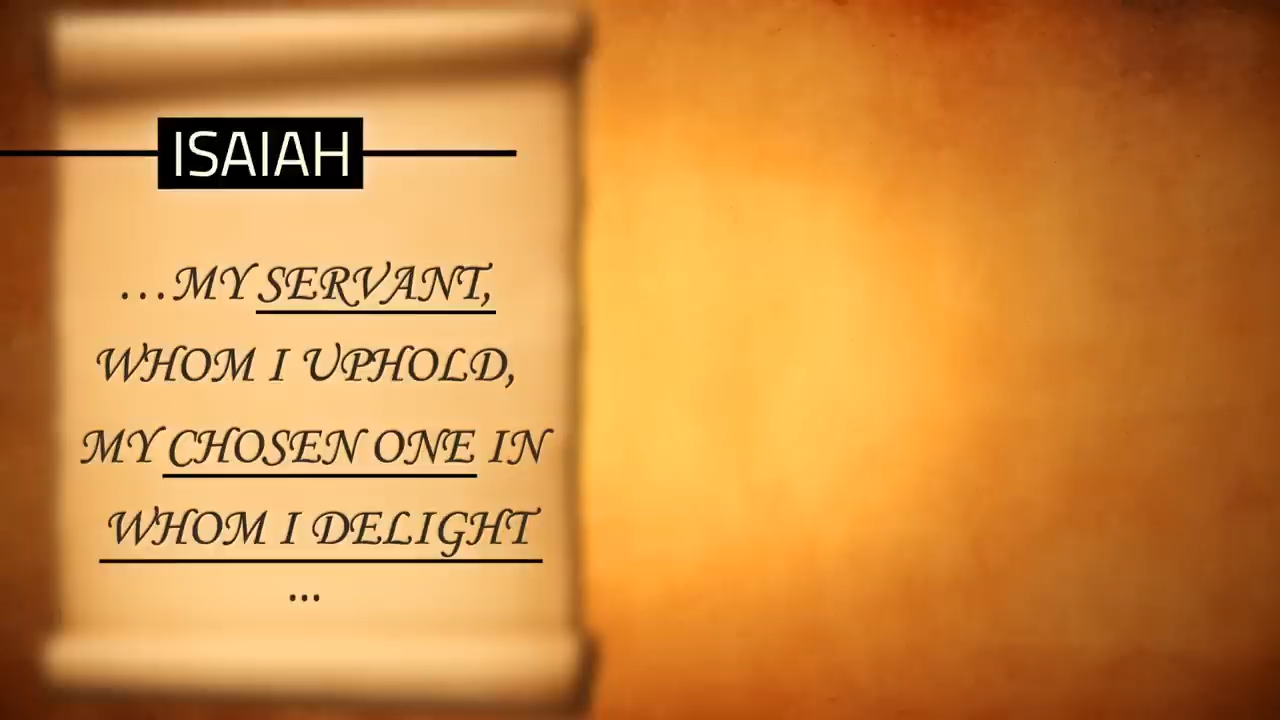 ISAIAH
...MY SERVANT,
WHOM I UPHOLD,
MY CHOSEN ONE IN
WHOM I DELIGHT
...